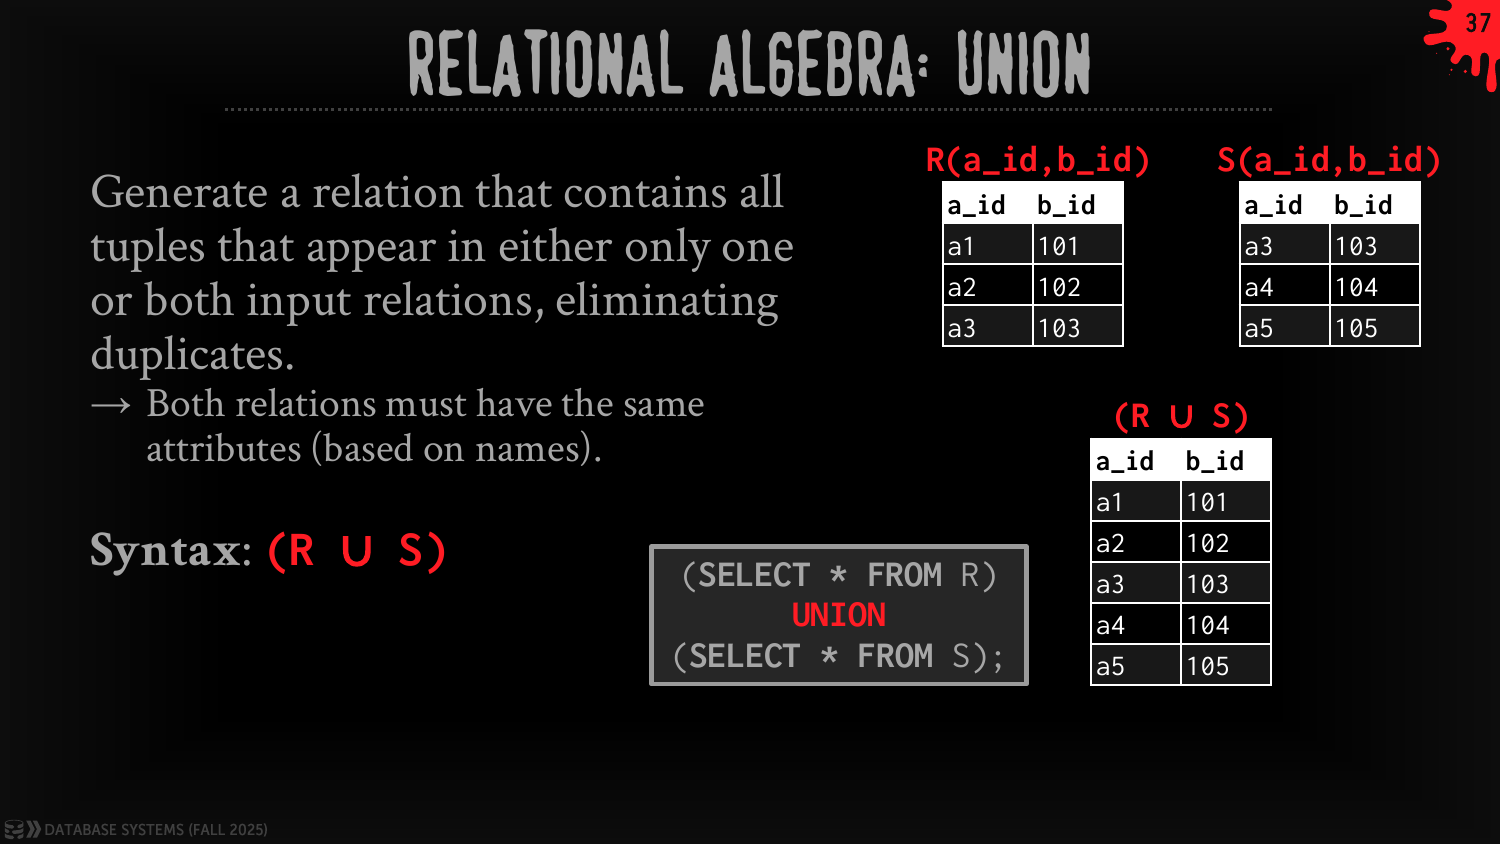 37
RELATIONAL ALGEBRA: UNION
Generate a relation that contains all
tuples that appear in either only one
or both input relations, eliminating
duplicates.
→ Both relations must have the same
attributes (based on names).
Syntax: (R ∪ S)
(SELECT * FROM R)
UNION
(SELECT * FROM S);
R(a_id,b_id)
a_id b_id
a1 101
a2 102
a3 103
S(a_id,b_id)
a_id b_id
a3 103
a4 104
a5 105
(R ∪ S)
a_id b_id
a1 101
a2 102
a3 103
a4 104
a5 105
DATABASE SYSTEMS (FALL 2025)